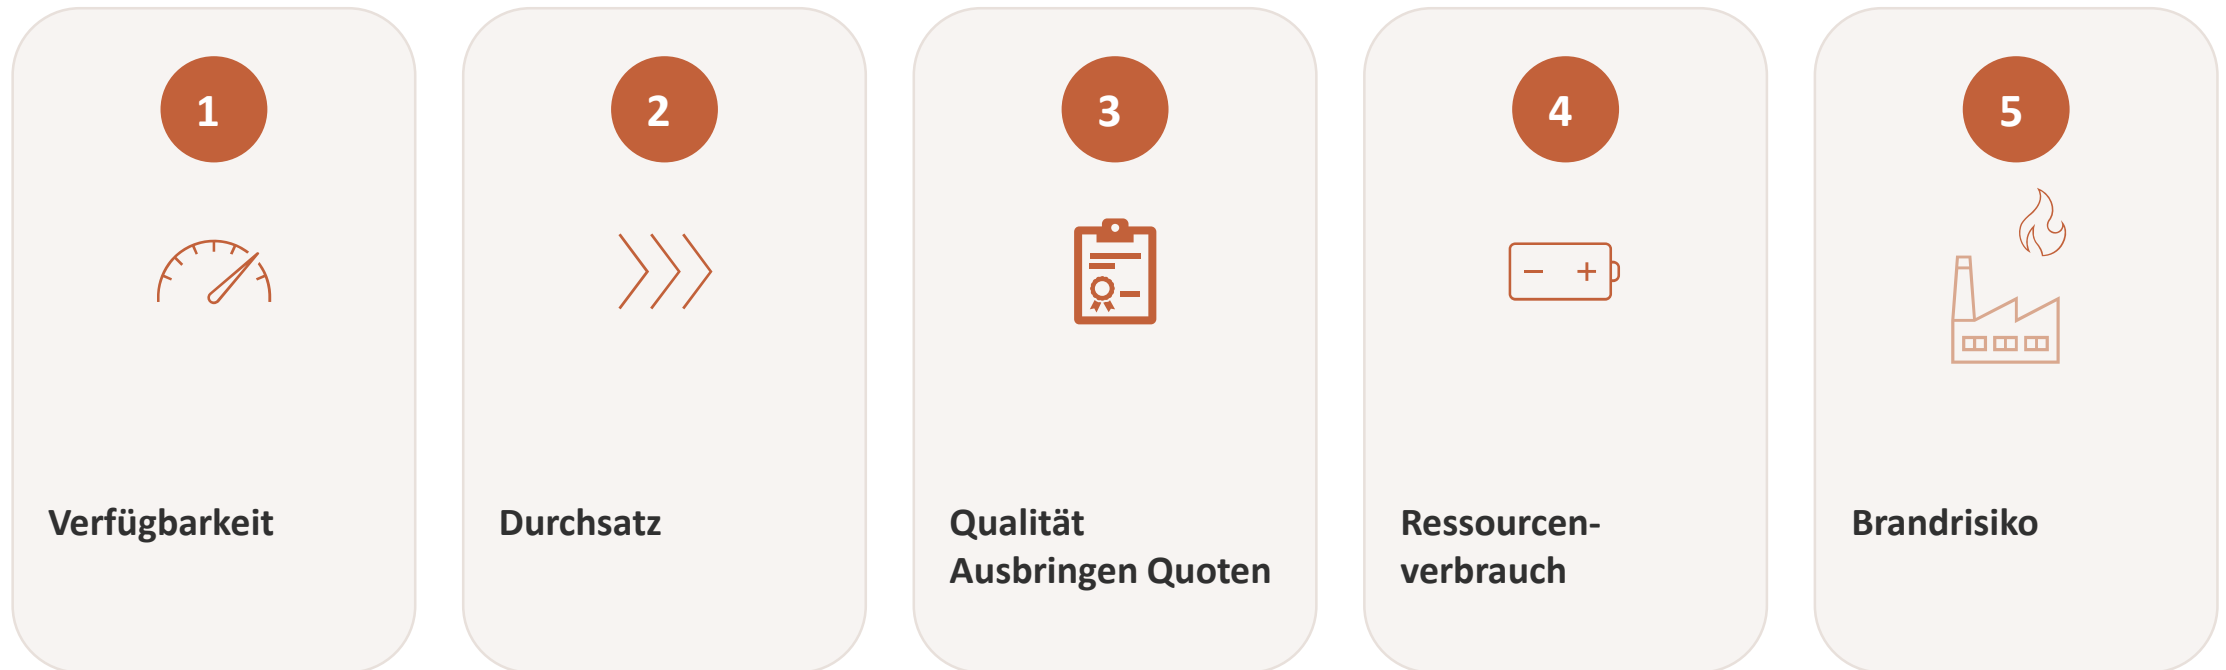 1
Verfügbarkeit
2
Durchsatz
3
Qualität
Ausbringen Quoten
4
Ressourcen-
verbrauch
5
Brandrisiko